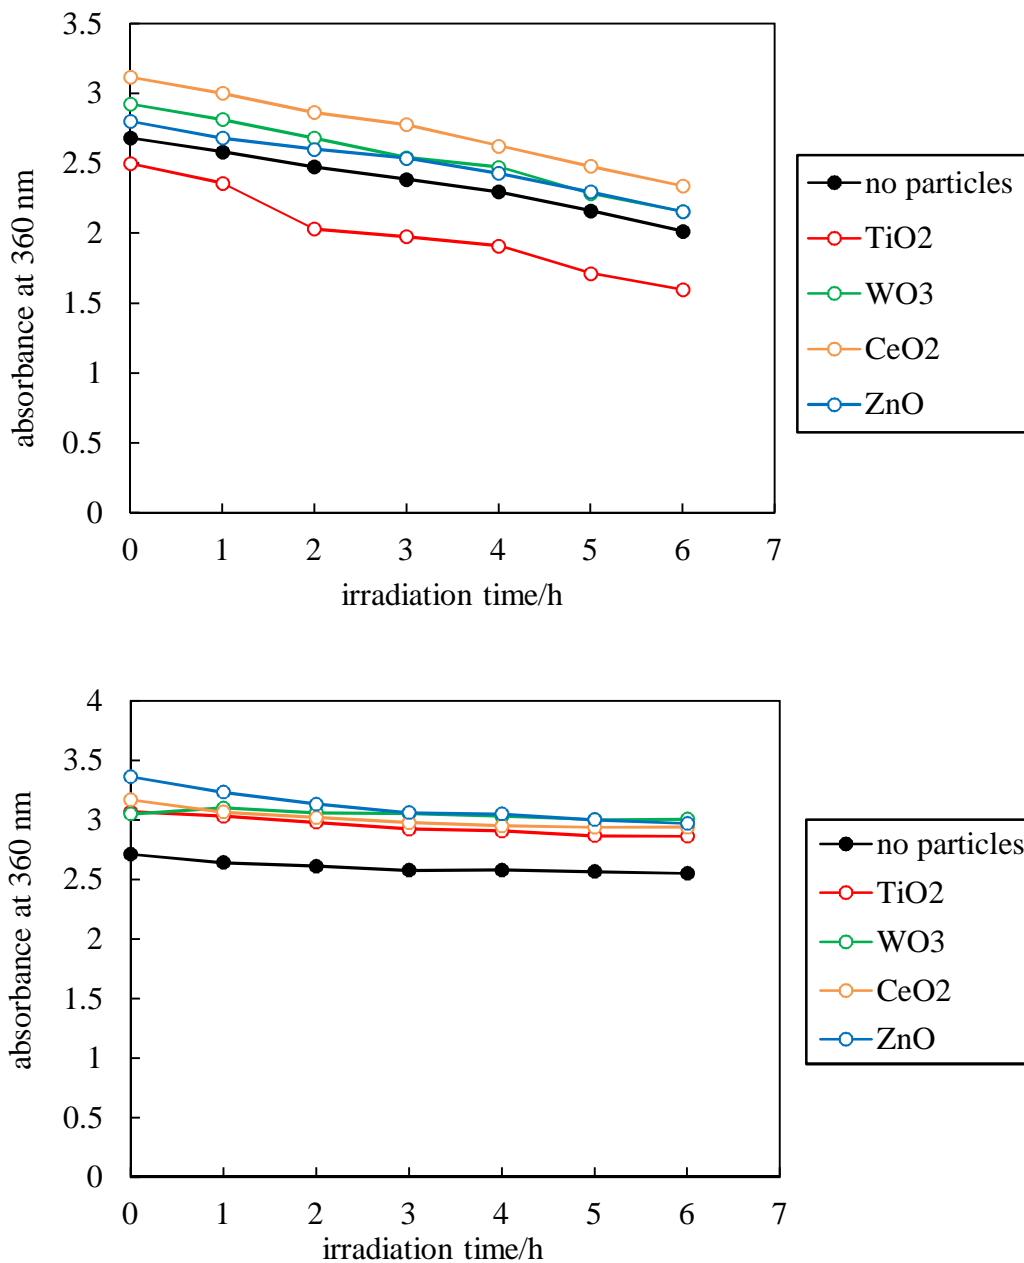 3.5
3
2.5
2
1.5
1
0.5
0
absorbance at 360 nm
0 1 2 3 4 5 6 7
irradiation time/h
no particles
TiO2
WO3
CeO2
ZnO
4
3.5
3
2.5
2
1.5
1
0.5
0
absorbance at 360 nm
0 1 2 3 4 5 6 7
irradiation time/h
no particles
TiO2
WO3
CeO2
ZnO